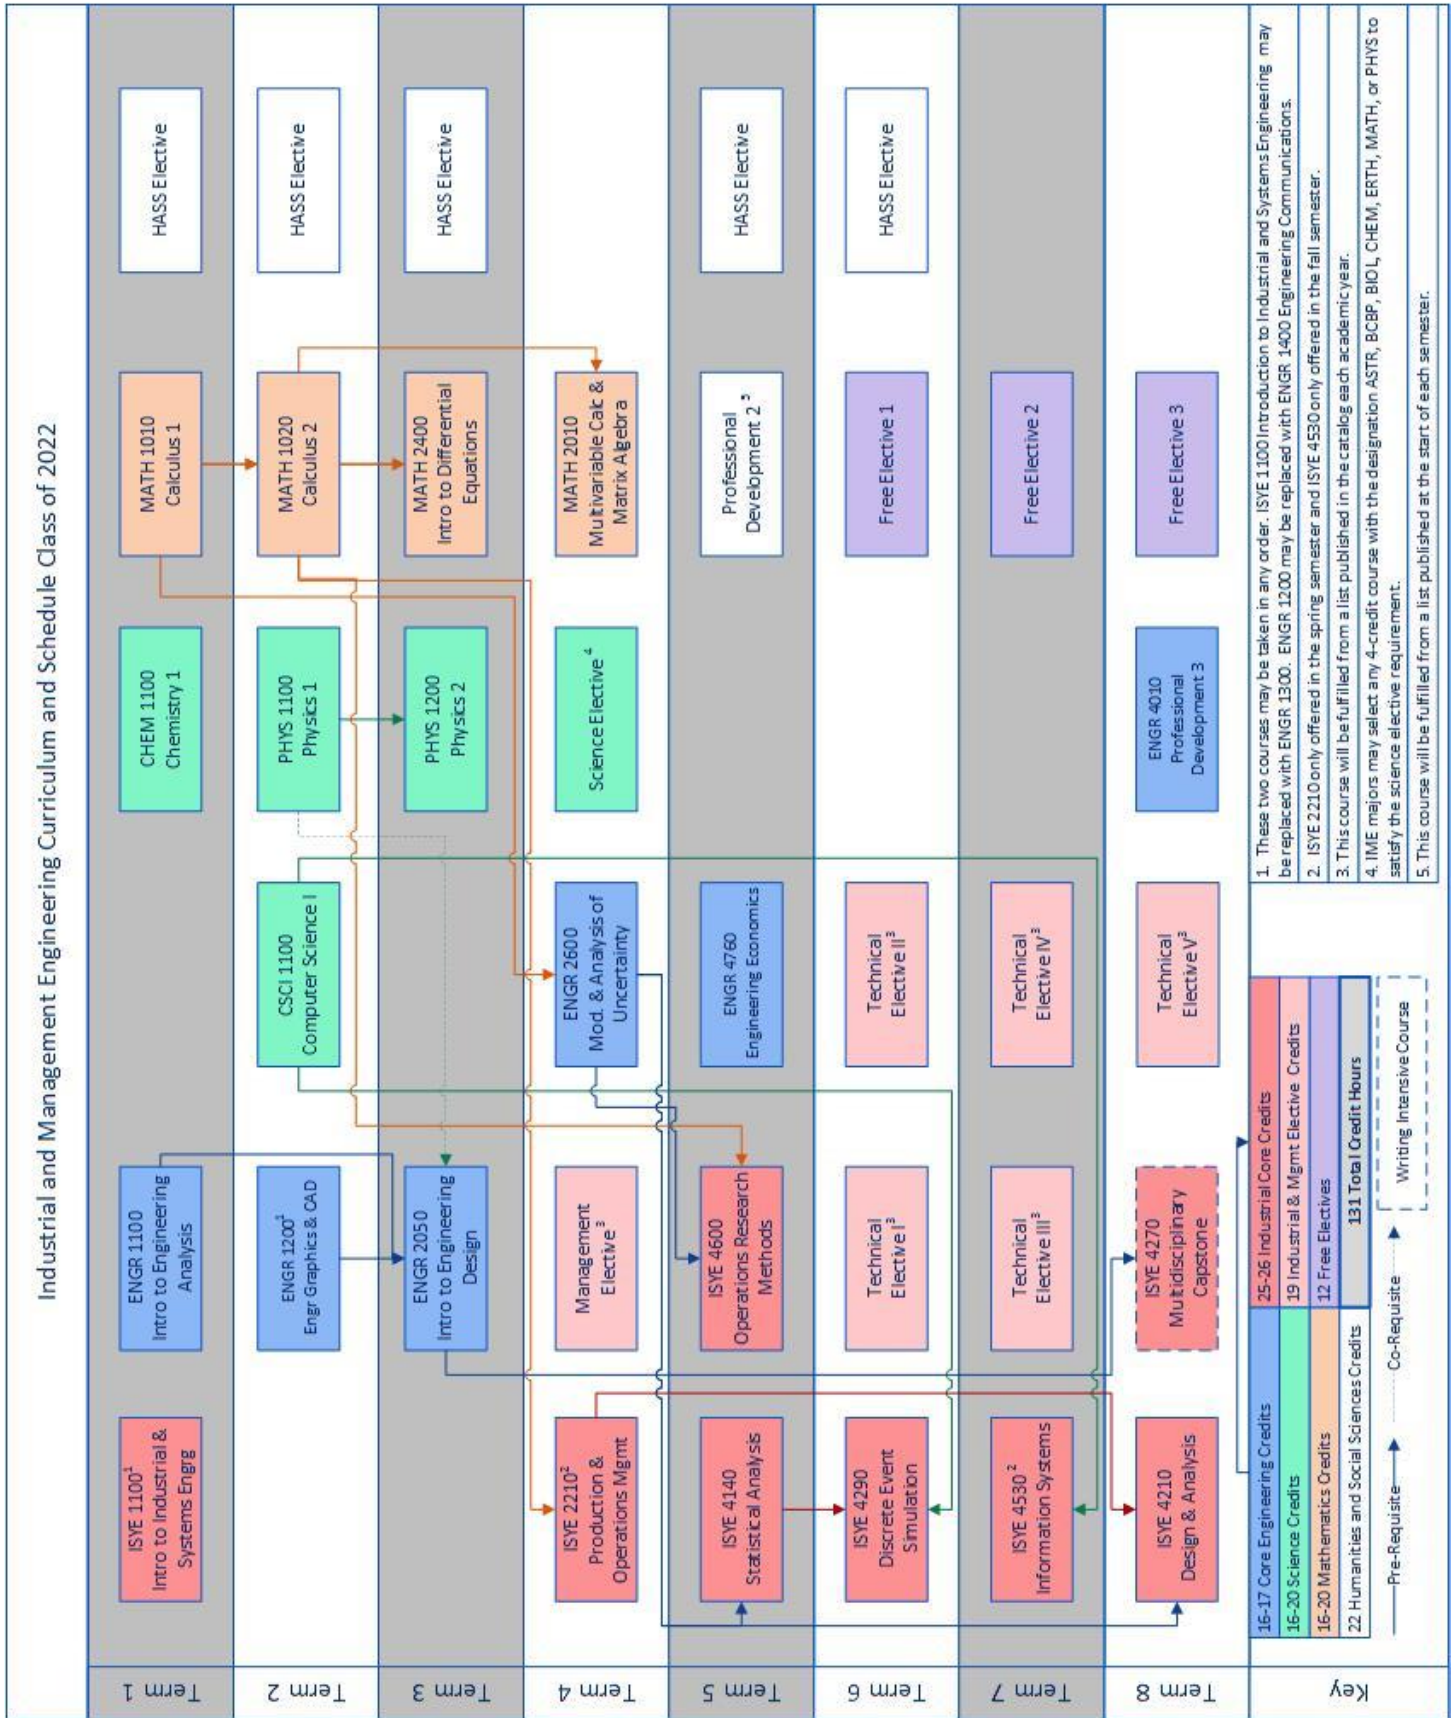 Industrial and Management Engineering Curriculum and Schedule Class of 2022
Term 1
ISYE 1100¹
Intro to Industrial &
Systems Engrg
ENGR 1100
Intro to Engineering
Analysis
CHEM 1100
Chemistry 1
MATH 1010
Calculus 1
HASS Elective
Term 2
ENGR 1200¹
Engr Graphics & CAD
CSCI 1100
Computer Science I
PHYS 1100
Physics 1
MATH 1020
Calculus 2
HASS Elective
Term 3
ENGR 2050
Intro to Engineering
Design
PHYS 1200
Physics 2
MATH 2400
Intro to Differential
Equations
HASS Elective
Term 4
ISYE 2210²
Production &
Operations Mgmt
Management
Elective ³
ENGR 2600
Mod. & Analysis of
Uncertainty
Science Elective ⁴
MATH 2010
Multivariable Calc &
Matrix Algebra
Term 5
ISYE 4140
Statistical Analysis
ISYE 4600
Operations Research
Methods
ENGR 4760
Engineering Economics
Professional
Development 2 ⁵
HASS Elective
Term 6
ISYE 4290
Discrete Event
Simulation
Technical
Elective I³
Technical
Elective II³
Free Elective 1
HASS Elective
Term 7
ISYE 4530 ²
Information Systems
Technical
Elective III³
Technical
Elective IV³
Free Elective 2
Term 8
ISYE 4210
Design & Analysis
ISYE 4270
Multidisciplinary
Capstone
Technical
Elective V³
ENGR 4010
Professional
Development 3
Free Elective 3
Key
16-17 Core Engineering Credits
25-26 Industrial Core Credits
16-20 Science Credits
19 Industrial & Mgmt Elective Credits
16-20 Mathematics Credits
12 Free Electives
22 Humanities and Social Sciences Credits
131 Total Credit Hours
Pre-Requisite
Co-Requisite
Writing Intensive Course
1. These two courses may be taken in any order. ISYE 1100 Introduction to Industrial and Systems Engineering may
be replaced with ENGR 1300. ENGR 1200 may be replaced with ENGR 1400 Engineering Communications.
2. ISYE 2210 only offered in the spring semester and ISYE 4530 only offered in the fall semester.
3. This course will be fulfilled from a list published in the catalog each academic year.
4. IME majors may select any 4-credit course with the designation ASTR, BCBP, BIOL, CHEM, ERTH, MATH, or PHYS to
satisfy the science elective requirement.
5. This course will be fulfilled from a list published at the start of each semester.